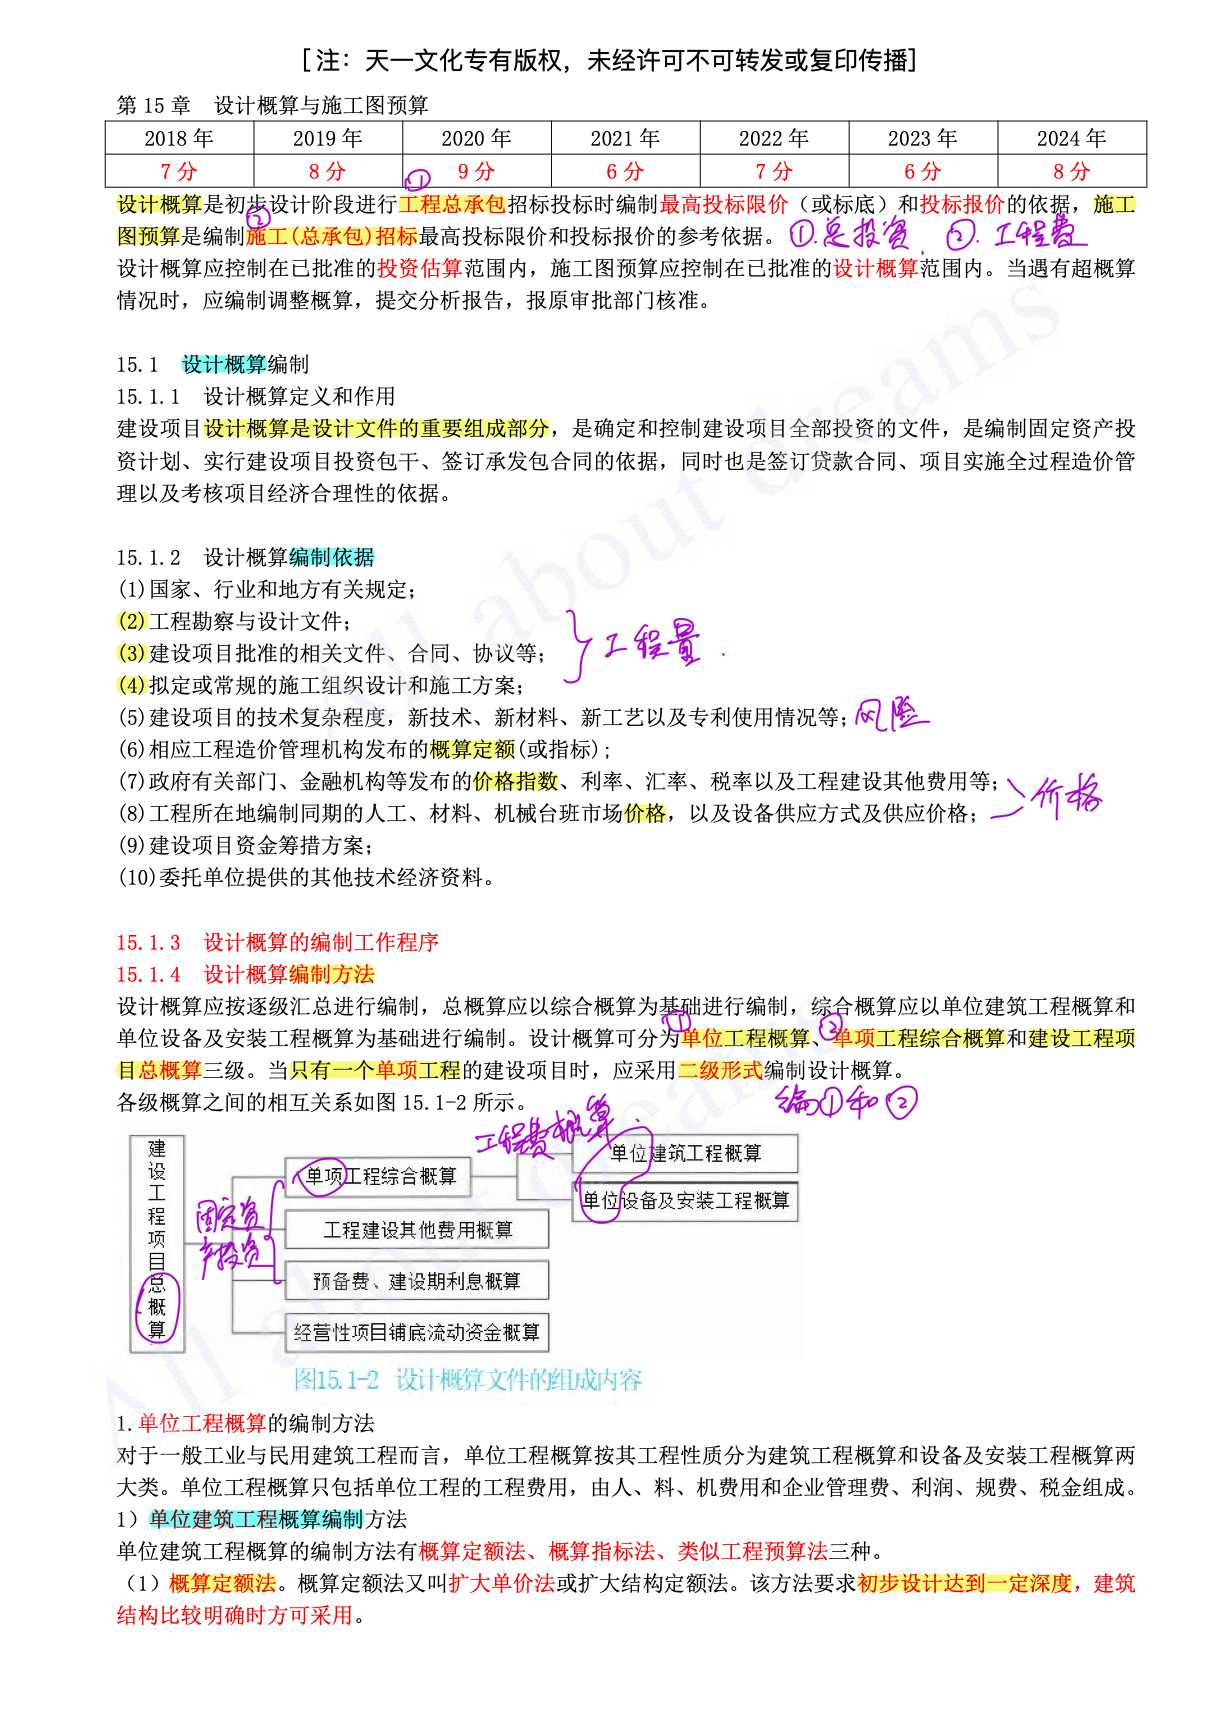 [注：天一文化专有版权，未经许可不可转发或复印传播]
第 15 章 设计概算与施工图预算
2018 年 2019 年 2020 年 2021 年 2022 年 2023 年 2024 年
7 分 8 分 9 分 6 分 7 分 6 分 8 分
①
设计概算是初步设计阶段进行工程总承包招标投标时编制最高投标限价（或标底）和投标报价的依据，施工
②
图预算是编制施工(总承包)招标最高投标限价和投标报价的参考依据。 ①.总投资 ②.工程费
设计概算应控制在已批准的投资估算范围内，施工图预算应控制在已批准的设计概算范围内。当遇有超概算
情况时，应编制调整概算，提交分析报告，报原审批部门核准。
15.1 设计概算编制
15.1.1 设计概算定义和作用
建设项目设计概算是设计文件的重要组成部分，是确定和控制建设项目全部投资的文件，是编制固定资产投
资计划、实行建设项目投资包干、签订承发包合同的依据，同时也是签订贷款合同、项目实施全过程造价管
理以及考核项目经济合理性的依据。
15.1.2 设计概算编制依据
(1)国家、行业和地方有关规定；
(2)工程勘察与设计文件；
(3)建设项目批准的相关文件、合同、协议等； 工程量.
(4)拟定或常规的施工组织设计和施工方案；
(5)建设项目的技术复杂程度，新技术、新材料、新工艺以及专利使用情况等；风险
(6)相应工程造价管理机构发布的概算定额(或指标)；
(7)政府有关部门、金融机构等发布的价格指数、利率、汇率、税率以及工程建设其他费用等；
价格
(8)工程所在地编制同期的人工、材料、机械台班市场价格，以及设备供应方式及供应价格；
(9)建设项目资金筹措方案；
(10)委托单位提供的其他技术经济资料。
15.1.3 设计概算的编制工作程序
15.1.4 设计概算编制方法
设计概算应按逐级汇总进行编制，总概算应以综合概算为基础进行编制，综合概算应以单位建筑工程概算和
① ②
单位设备及安装工程概算为基础进行编制。设计概算可分为单位工程概算、单项工程综合概算和建设工程项
目总概算三级。当只有一个单项工程的建设项目时，应采用二级形式编制设计概算。
各级概算之间的相互关系如图 15.1-2 所示。
编①和②
工程费概算.
建设工程项目总概算
单项工程综合概算
单位建筑工程概算
单位设备及安装工程概算
固定资
产投资
工程建设其他费用概算
预备费、建设期利息概算
经营性项目铺底流动资金概算
图15.1-2 设计概算文件的组成内容
1.单位工程概算的编制方法
对于一般工业与民用建筑工程而言，单位工程概算按其工程性质分为建筑工程概算和设备及安装工程概算两
大类。单位工程概算只包括单位工程的工程费用，由人、料、机费用和企业管理费、利润、规费、税金组成。
1）单位建筑工程概算编制方法
单位建筑工程概算的编制方法有概算定额法、概算指标法、类似工程预算法三种。
（1）概算定额法。概算定额法又叫扩大单价法或扩大结构定额法。该方法要求初步设计达到一定深度，建筑
结构比较明确时方可采用。
All about dreams
All about dreams